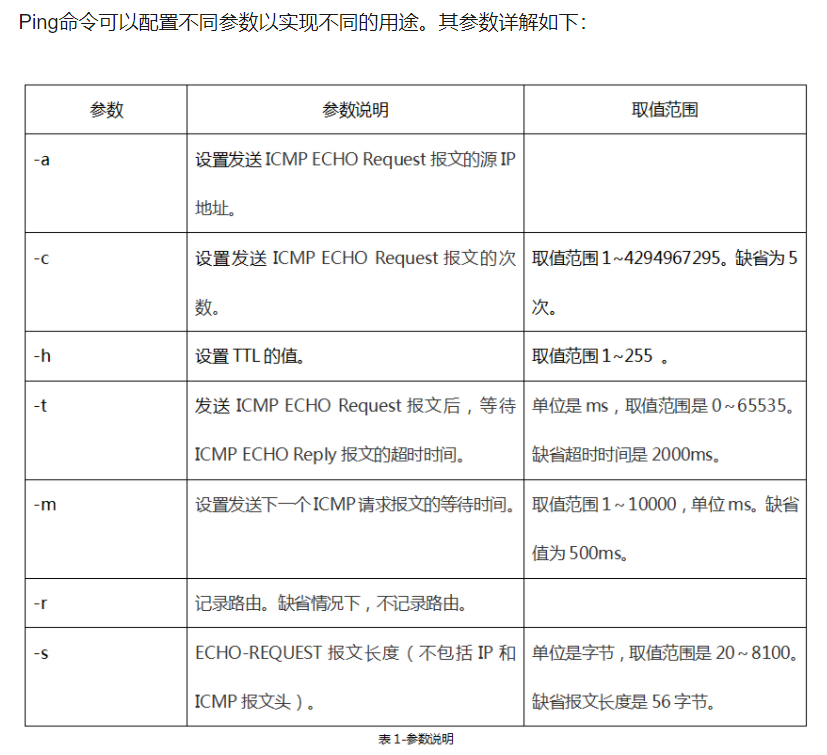 Ping命令可以配置不同参数以实现不同的用途。其参数详解如下：
参数 参数说明 取值范围
-a 设置发送 ICMP ECHO Request 报文的源 IP
地址。
-c 设置发送 ICMP ECHO Request 报文的次 取值范围 1~4294967295。缺省为 5
数。 次。
-h 设置 TTL 的值。 取值范围 1~255 。
-t 发送 ICMP ECHO Request 报文后，等待 单位是 ms，取值范围是 0~65535。
ICMP ECHO Reply 报文的超时时间。 缺省超时时间是 2000ms。
-m 设置发送下一个 ICMP 请求报文的等待时间。 取值范围 1~10000，单位 ms。缺省
值为 500ms。
-r 记录路由。缺省情况下，不记录路由。
-s ECHO-REQUEST 报文长度（不包括 IP 和 单位是字节，取值范围是 20~8100。
ICMP 报文头）。 缺省报文长度是 56 字节。
表 1-参数说明